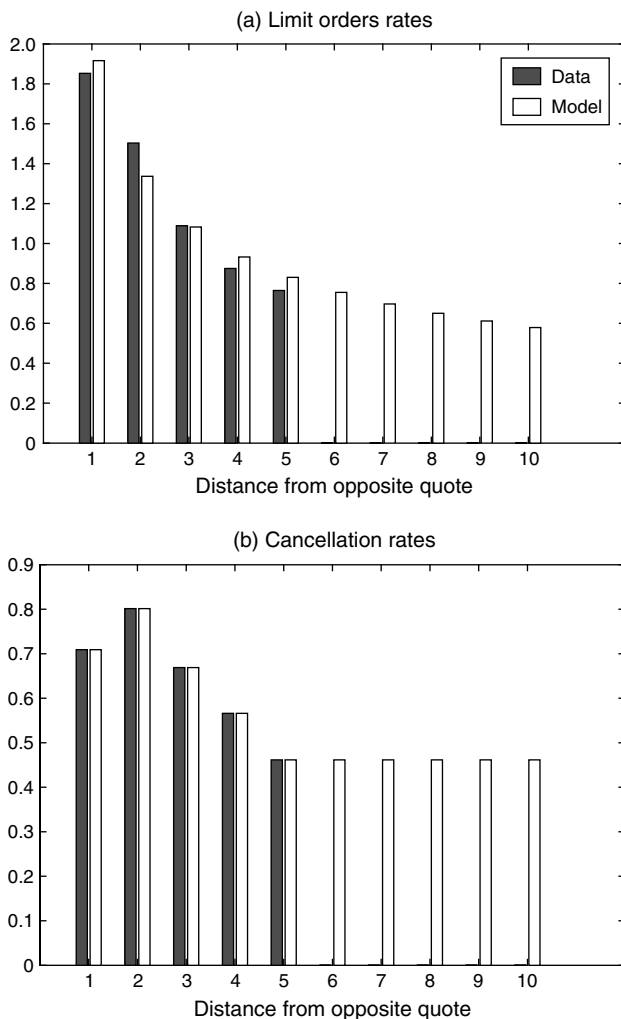 (a) Limit orders rates
2.0
1.8
1.6
1.4
1.2
1.0
0.8
0.6
0.4
0.2
0
Data
Model
1 2 3 4 5 6 7 8 9 10
Distance from opposite quote
(b) Cancellation rates
0.9
0.8
0.7
0.6
0.5
0.4
0.3
0.2
0.1
0
1 2 3 4 5 6 7 8 9 10
Distance from opposite quote